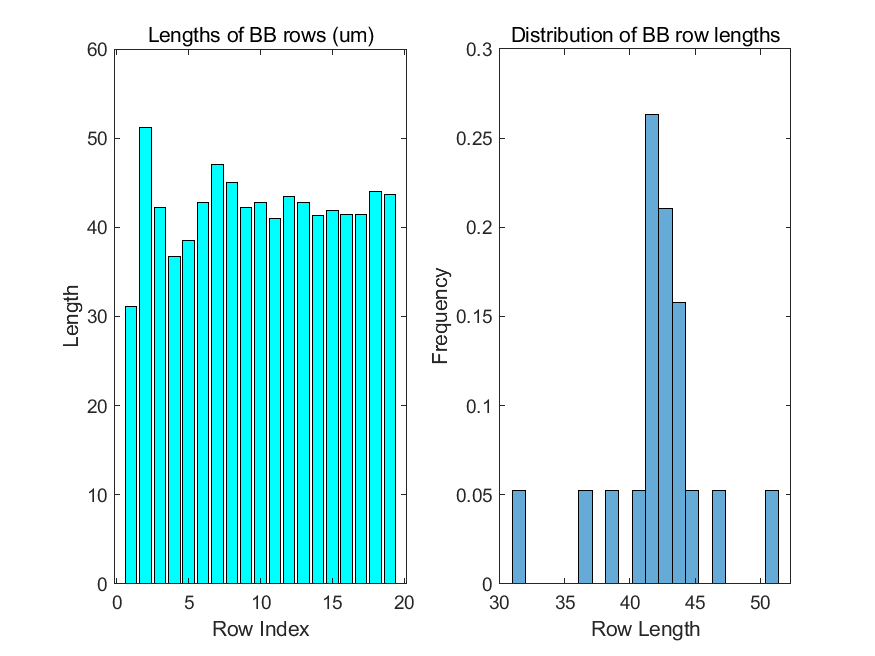 Lengths of BB rows (um)
60
50
40
30
20
10
0
Length
0 5 10 15 20
Row Index
Distribution of BB row lengths
0.3
0.25
0.2
0.15
0.1
0.05
0
Frequency
30 35 40 45 50
Row Length